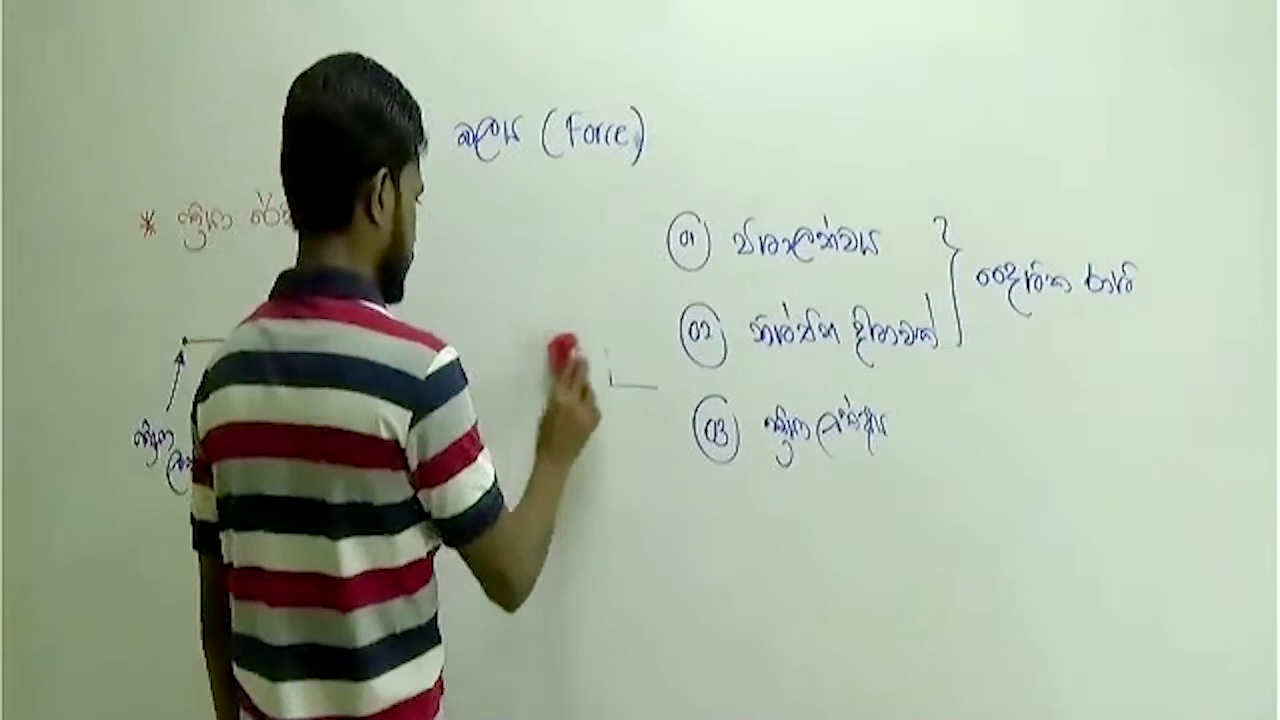 බලය (Force)
* ක්‍රියා
01 විශාලත්වය
02 නිශ්චිත දිශාවක්
දෛශික රාශි
03 ක්‍රියා ලක්ෂ්‍ය
ක්‍රියා